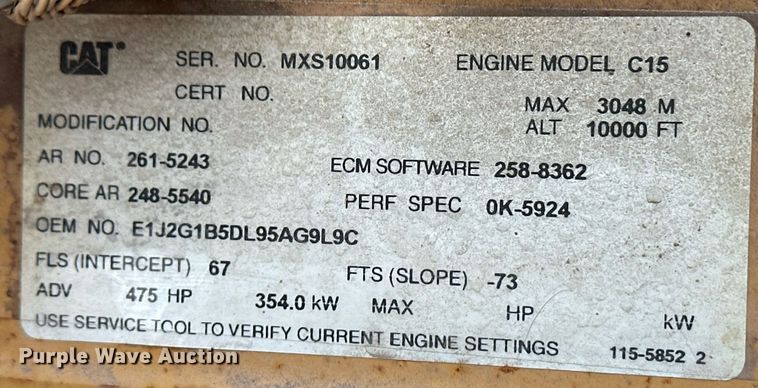 CAT SER. NO. MXS10061 ENGINE MODEL C15
CERT NO.
MAX 3048 M
MODIFICATION NO. ALT 10000 FT
AR NO. 261-5243 ECM SOFTWARE 258-8362
CORE AR 248-5540 PERF SPEC 0K-5924
OEM NO. E1J2G1B5DL95AG9L9C
FLS (INTERCEPT) 67 FTS (SLOPE) -73
ADV 475 HP 354.0 kW MAX HP kW
USE SERVICE TOOL TO VERIFY CURRENT ENGINE SETTINGS 115-5852 2
Purple Wave Auction